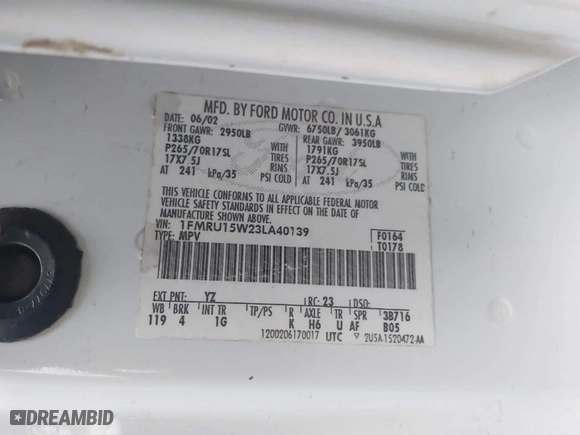 MFD. BY FORD MOTOR CO. IN U.S.A
DATE: 06/02 GVWR: 6750LB/ 3061KG
FRONT GAWR: 2950LB REAR GAWR: 3950LB
1338KG WITH 1791KG WITH
P265/70R17SL TIRES P265/70R17SL TIRES
17X7.5J RIMS 17X7.5J RIMS
AT 241 kPa/35 PSI COLD AT 241 kPa/35 PSI COLD
THIS VEHICLE CONFORMS TO ALL APPLICABLE FEDERAL MOTOR
VEHICLE SAFETY STANDARDS IN EFFECT ON THE DATE OF
MANUFACTURE SHOWN ABOVE.
VIN: 1FMRU15W23LA40139 F0164
TYPE: MPV T0178
EXT PNT: YZ RC: 23 DSO:
WB BRK INT TR TP/PS R AXLE TR SPR 3B716
119 4 1G K H6 U AF B05
1200206170017 UTC ▽ 2U5A-1520472-AA
DREAMBID